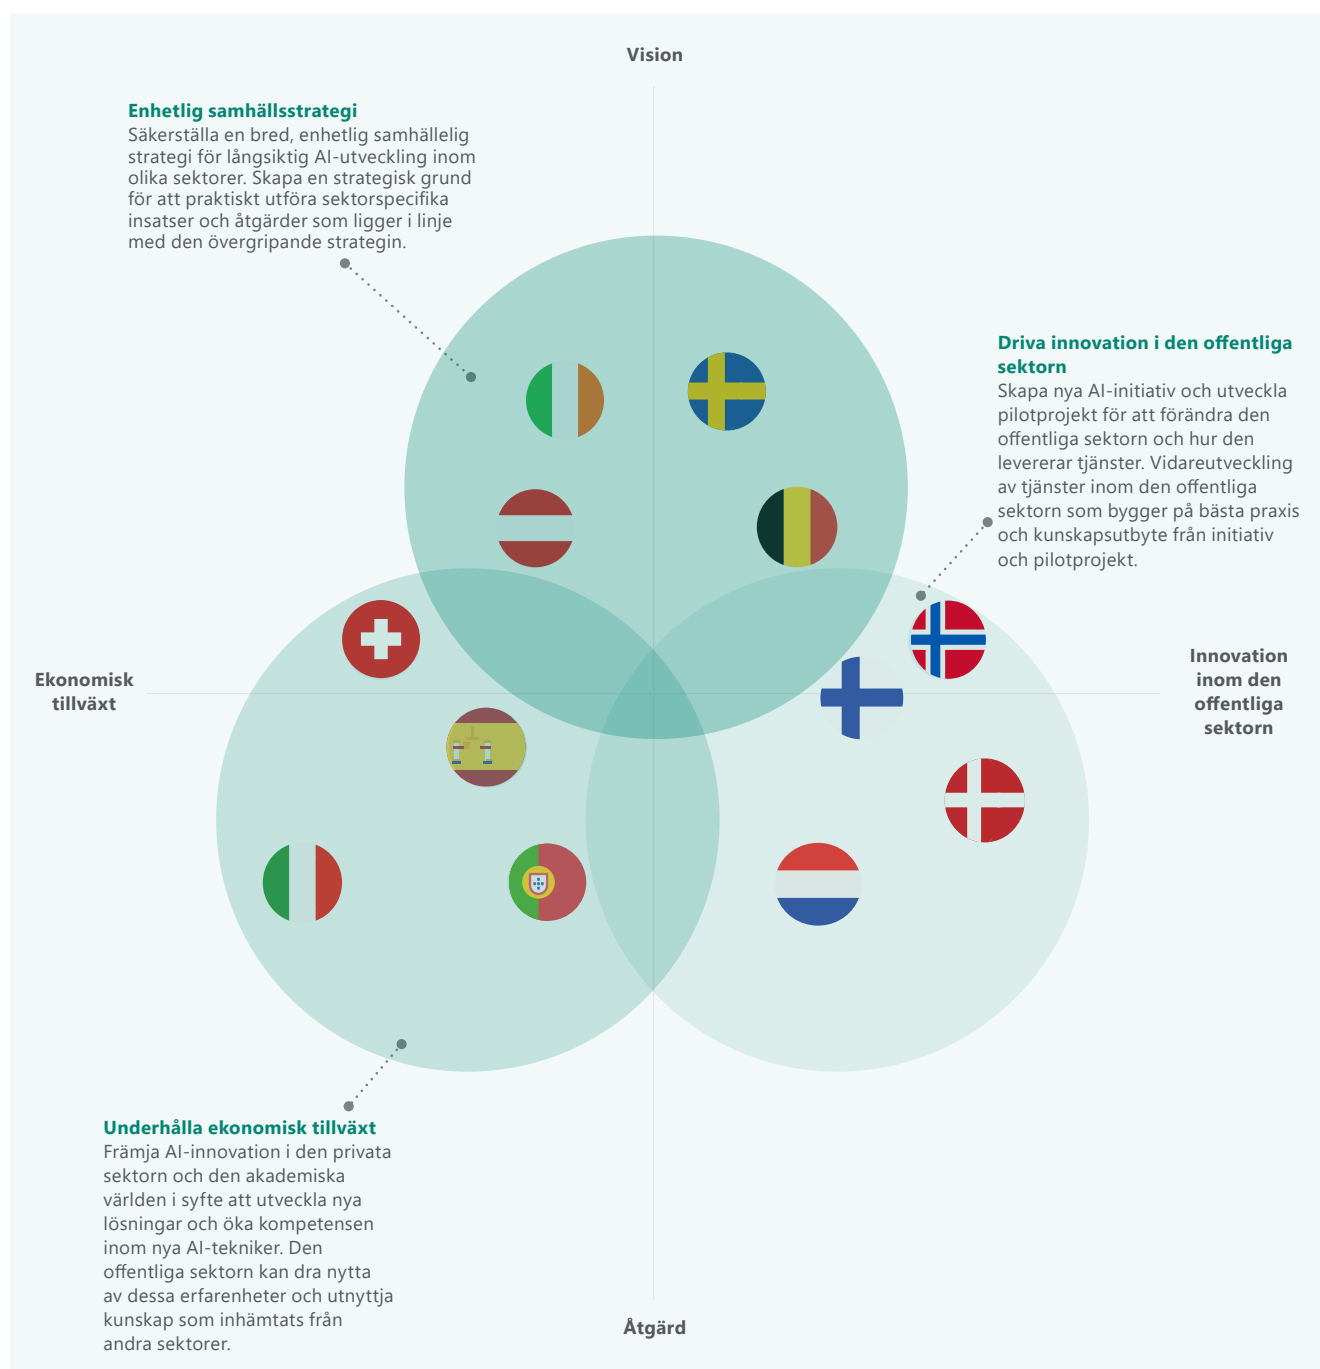 Vision
Enhetlig samhällsstrategi
Säkerställa en bred, enhetlig samhällelig
strategi för långsiktig AI-utveckling inom
olika sektorer. Skapa en strategisk grund
för att praktiskt utföra sektorspecifika
insatser och åtgärder som ligger i linje
med den övergripande strategin.
Driva innovation i den offentliga
sektorn
Skapa nya AI-initiativ och utveckla
pilotprojekt för att förändra den
offentliga sektorn och hur den
levererar tjänster. Vidareutveckling
av tjänster inom den offentliga
sektorn som bygger på bästa praxis
och kunskapsutbyte från initiativ
och pilotprojekt.
Ekonomisk
tillväxt
Innovation
inom den
offentliga
sektorn
Underhålla ekonomisk tillväxt
Främja AI-innovation i den privata
sektorn och den akademiska
världen i syfte att utveckla nya
lösningar och öka kompetensen
inom nya AI-tekniker. Den
offentliga sektorn kan dra nytta
av dessa erfarenheter och utnyttja
kunskap som inhämtats från
andra sektorer.
Åtgärd